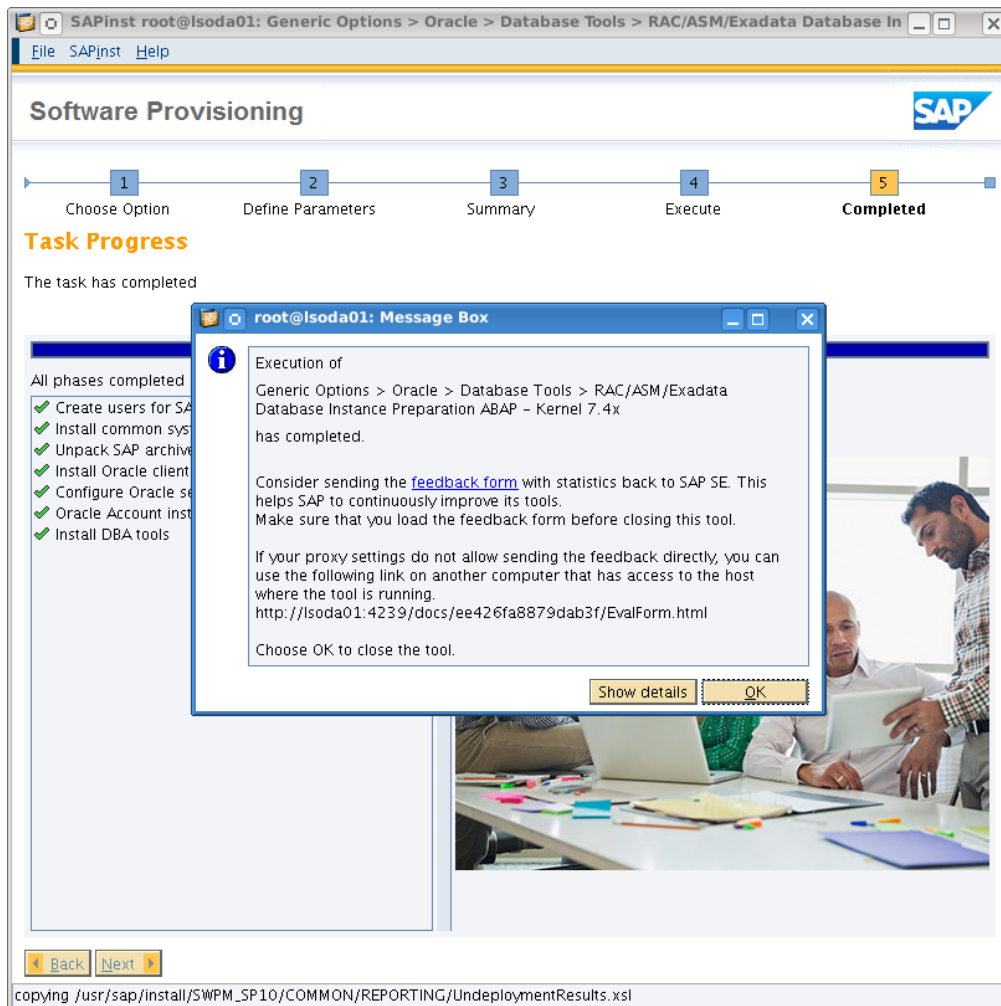 SAPinst root@lsoda01: Generic Options > Oracle > Database Tools > RAC/ASM/Exadata Database In
File SAPinst Help
Software Provisioning
SAP
1 2 3 4 5
Choose Option Define Parameters Summary Execute Completed
Task Progress
The task has completed
root@lsoda01: Message Box
Execution of
Generic Options > Oracle > Database Tools > RAC/ASM/Exadata
Database Instance Preparation ABAP – Kernel 7.4x
has completed.
Consider sending the feedback form with statistics back to SAP SE. This
helps SAP to continuously improve its tools.
Make sure that you load the feedback form before closing this tool.
If your proxy settings do not allow sending the feedback directly, you can
use the following link on another computer that has access to the host
where the tool is running.
http://lsoda01:4239/docs/ee426fa8879dab3f/EvalForm.html
Choose OK to close the tool.
Show details OK
All phases completed
Create users for SA
Install common sys
Unpack SAP archive
Install Oracle client
Configure Oracle se
Oracle Account inst
Install DBA tools
Back Next
copying /usr/sap/install/SWPM_SP10/COMMON/REPORTING/UndeploymentResults.xsl